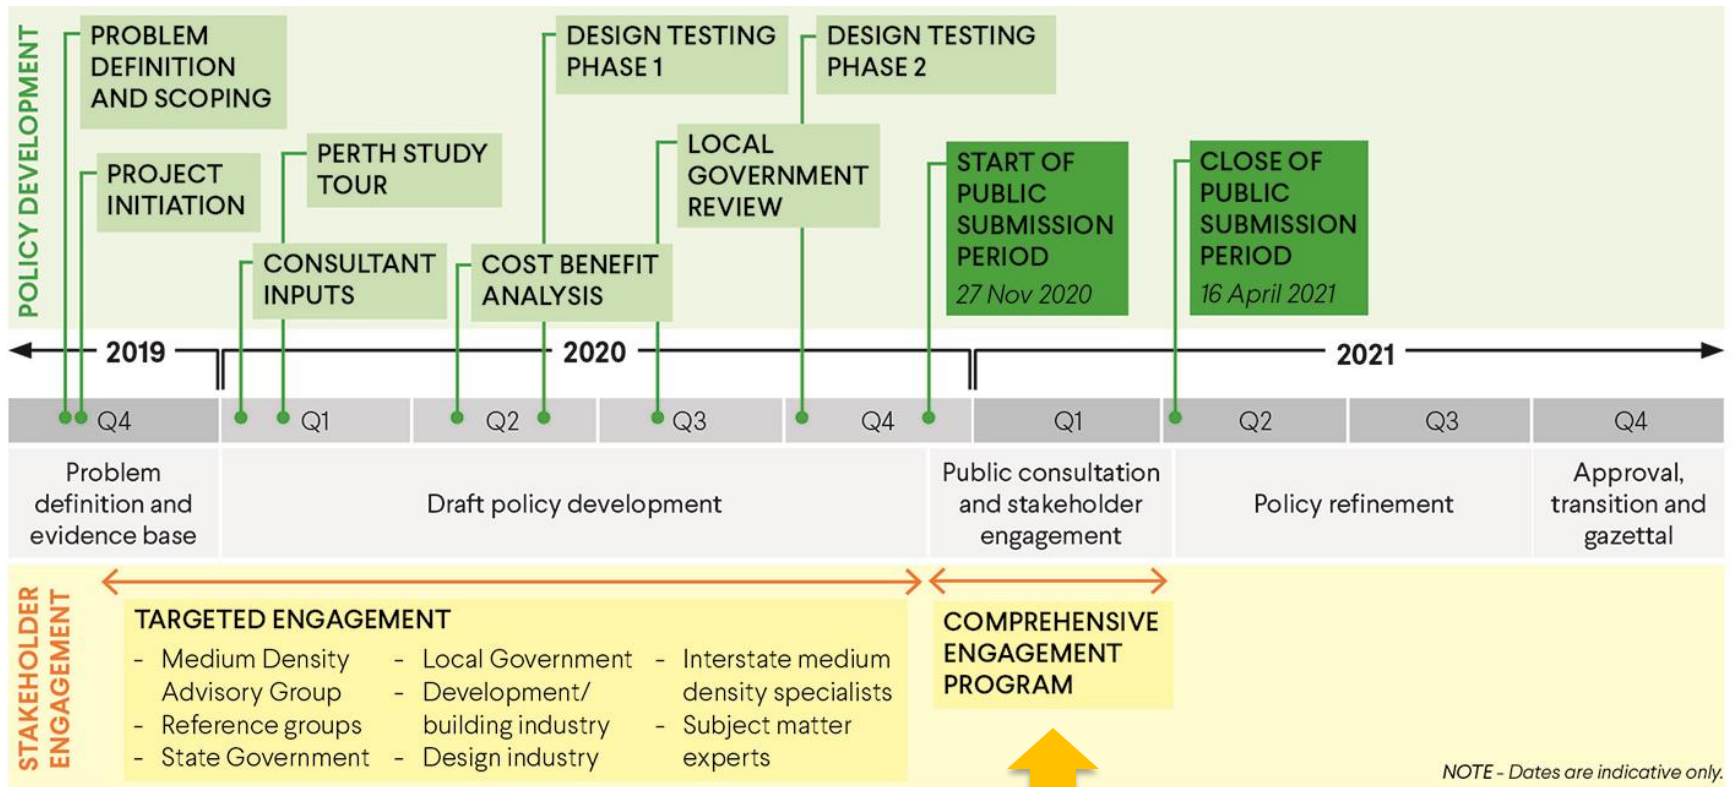 POLICY DEVELOPMENT
PROBLEM
DEFINITION
AND SCOPING
PROJECT
INITIATION
PERTH STUDY
TOUR
CONSULTANT
INPUTS
DESIGN TESTING
PHASE 1
COST BENEFIT
ANALYSIS
DESIGN TESTING
PHASE 2
LOCAL
GOVERNMENT
REVIEW
START OF
PUBLIC
SUBMISSION
PERIOD
27 Nov 2020
CLOSE OF
PUBLIC
SUBMISSION
PERIOD
16 April 2021
2019
2020
2021
Q4
Q1
Q2
Q3
Q4
Q1
Q2
Q3
Q4
Problem
definition and
evidence base
Draft policy development
Public consultation
and stakeholder
engagement
Policy refinement
Approval,
transition and
gazettal
STAKEHOLDER
ENGAGEMENT
TARGETED ENGAGEMENT
- Medium Density
Advisory Group
- Reference groups
- State Government
- Local Government
- Development/
building industry
- Design industry
- Interstate medium
density specialists
- Subject matter
experts
COMPREHENSIVE
ENGAGEMENT
PROGRAM
NOTE - Dates are indicative only.